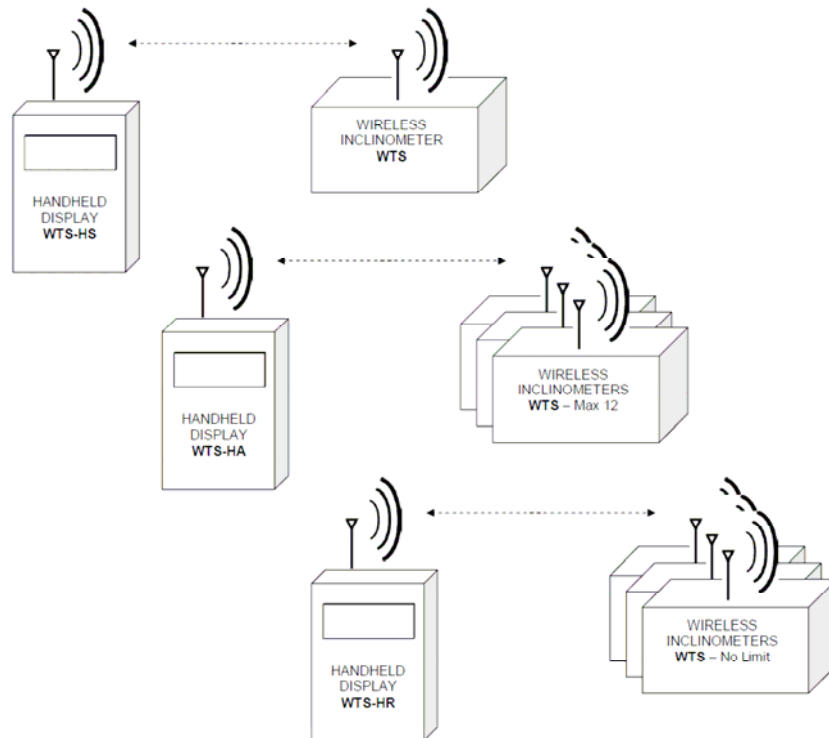 WIRELESS
INCLINOMETER
WTS
HANDHELD
DISPLAY
WTS-HS
WIRELESS
INCLINOMETERS
WTS – Max 12
HANDHELD
DISPLAY
WTS-HA
WIRELESS
INCLINOMETERS
WTS – No Limit
HANDHELD
DISPLAY
WTS-HR